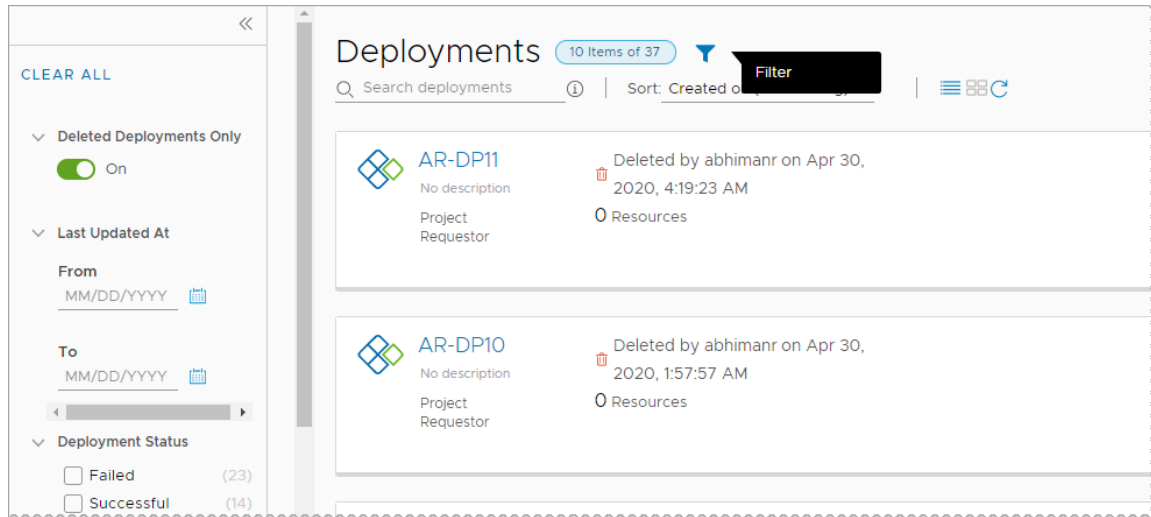 CLEAR ALL
Deleted Deployments Only
On
Last Updated At
From
MM/DD/YYYY
To
MM/DD/YYYY
Deployment Status
Failed (23)
Successful (14)
Deployments 10 Items of 37
Filter
Search deployments Sort: Created
AR-DP11
No description
Project
Requestor
Deleted by abhimanr on Apr 30,
2020, 4:19:23 AM
0 Resources
AR-DP10
No description
Project
Requestor
Deleted by abhimanr on Apr 30,
2020, 1:57:57 AM
0 Resources